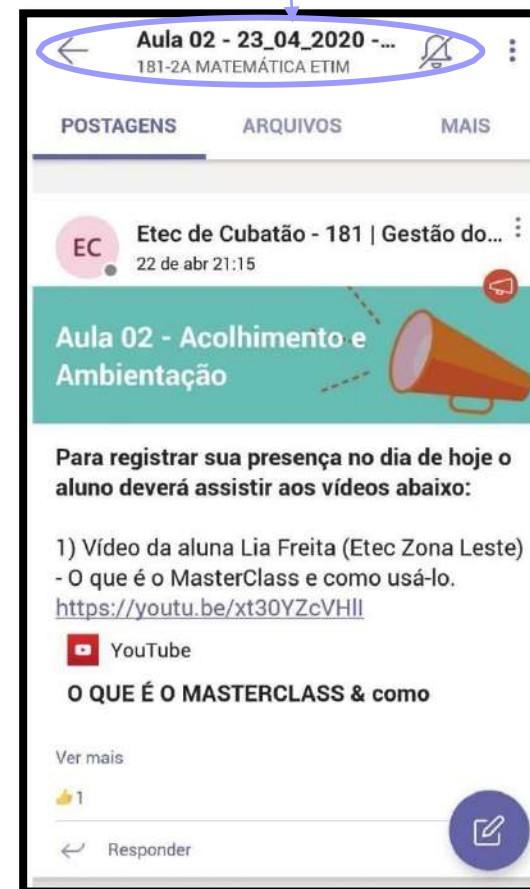 Aula 02 - 23_04_2020 -...
181-2A MATEMÁTICA ETIM
POSTAGENS ARQUIVOS MAIS
EC
Etec de Cubatão - 181 | Gestão do...
22 de abr 21:15
Aula 02 - Acolhimento e
Ambientação
Para registrar sua presença no dia de hoje o
aluno deverá assistir aos vídeos abaixo:
1) Vídeo da aluna Lia Freita (Etec Zona Leste)
- O que é o MasterClass e como usá-lo.
https://youtu.be/xt30YZcVHlI
YouTube
O QUE É O MASTERCLASS & como
Ver mais
👍1
Responder